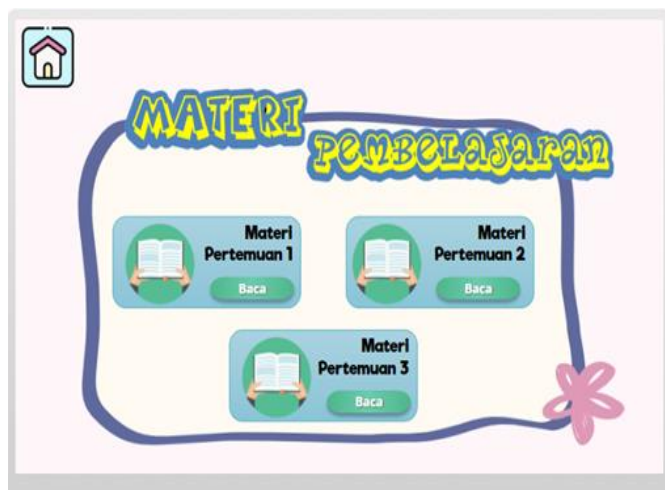 MATERI
PEMBELAJARAN
Materi
Pertemuan 1
Baca
Materi
Pertemuan 2
Baca
Materi
Pertemuan 3
Baca